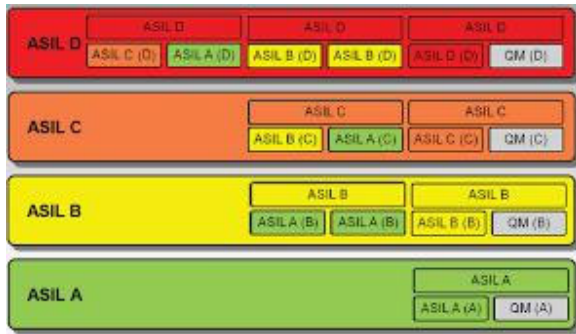 ASIL D
ASIL D ASIL D ASIL D
ASIL C (D) ASIL A (D) ASIL B (D) ASIL B (D) ASIL D (D) QM (D)
ASIL C
ASIL C ASIL C
ASIL B (C) ASIL A (C) ASIL C (C) QM (C)
ASIL B
ASIL B ASIL B
ASIL A (B) ASIL A (B) ASIL B (B) QM (B)
ASIL A
ASIL A
ASIL A (A) QM (A)